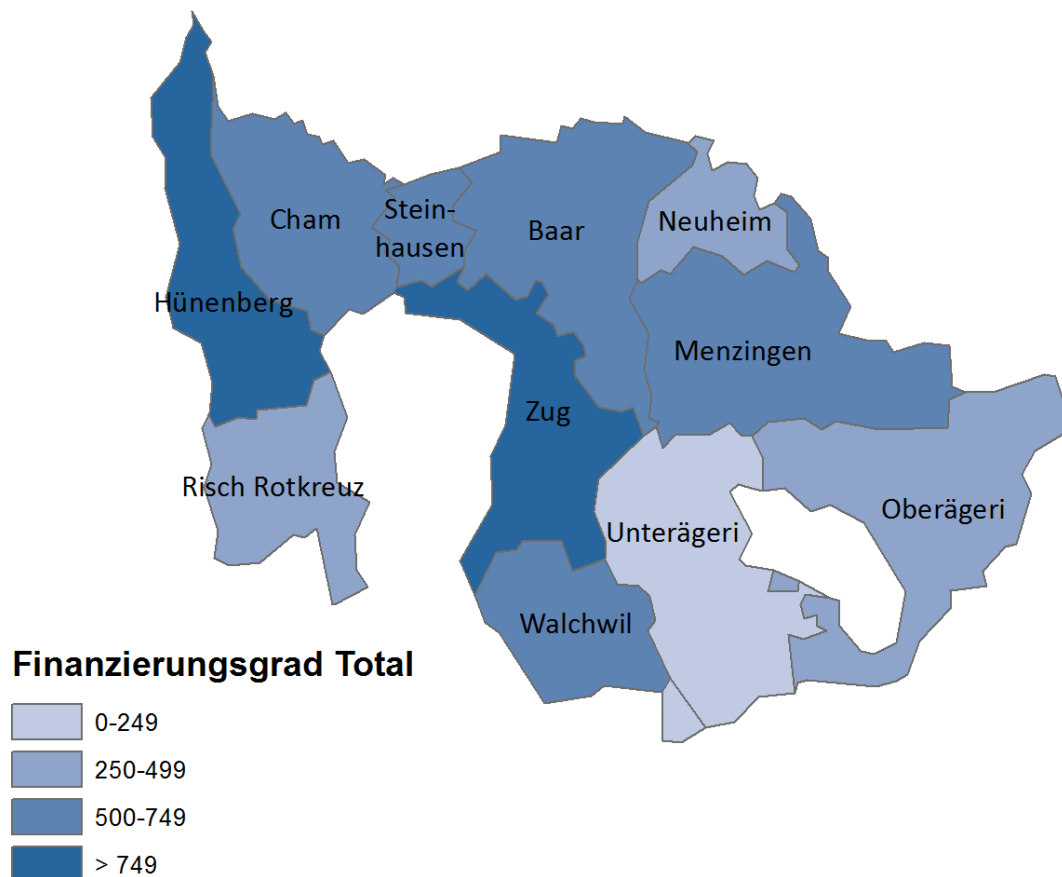 Cham
Stein-
hausen
Baar
Neuheim
Hünenberg
Menzingen
Zug
Risch Rotkreuz
Unterägeri
Oberägeri
Walchwil
Finanzierungsgrad Total
0-249
250-499
500-749
> 749